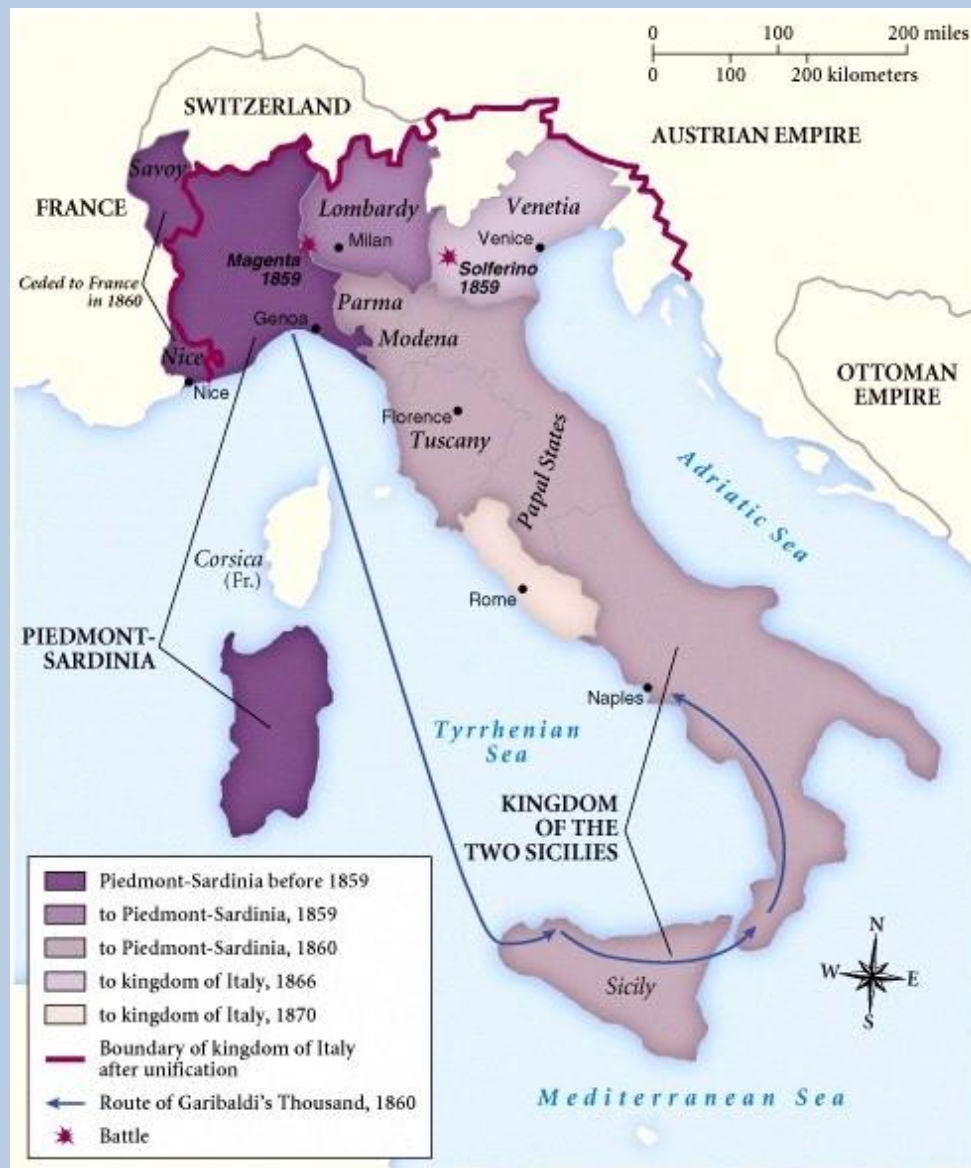 0 100 200 miles
0 100 200 kilometers
SWITZERLAND
AUSTRIAN EMPIRE
Savoy
FRANCE
Lombardy
Venetia
Milan
Venice
Magenta
1859
Solferino
1859
Ceded to France
in 1860
Parma
Genoa
Modena
Nice
Nice
OTTOMAN
EMPIRE
Florence
Tuscany
Papal States
Adriatic Sea
Corsica
(Fr.)
Rome
PIEDMONT-
SARDINIA
Naples
Tyrrhenian
Sea
KINGDOM
OF THE
TWO SICILIES
Sicily
N
W E
S
Mediterranean Sea
Piedmont-Sardinia before 1859
to Piedmont-Sardinia, 1859
to Piedmont-Sardinia, 1860
to kingdom of Italy, 1866
to kingdom of Italy, 1870
Boundary of kingdom of Italy
after unification
Route of Garibaldi's Thousand, 1860
Battle